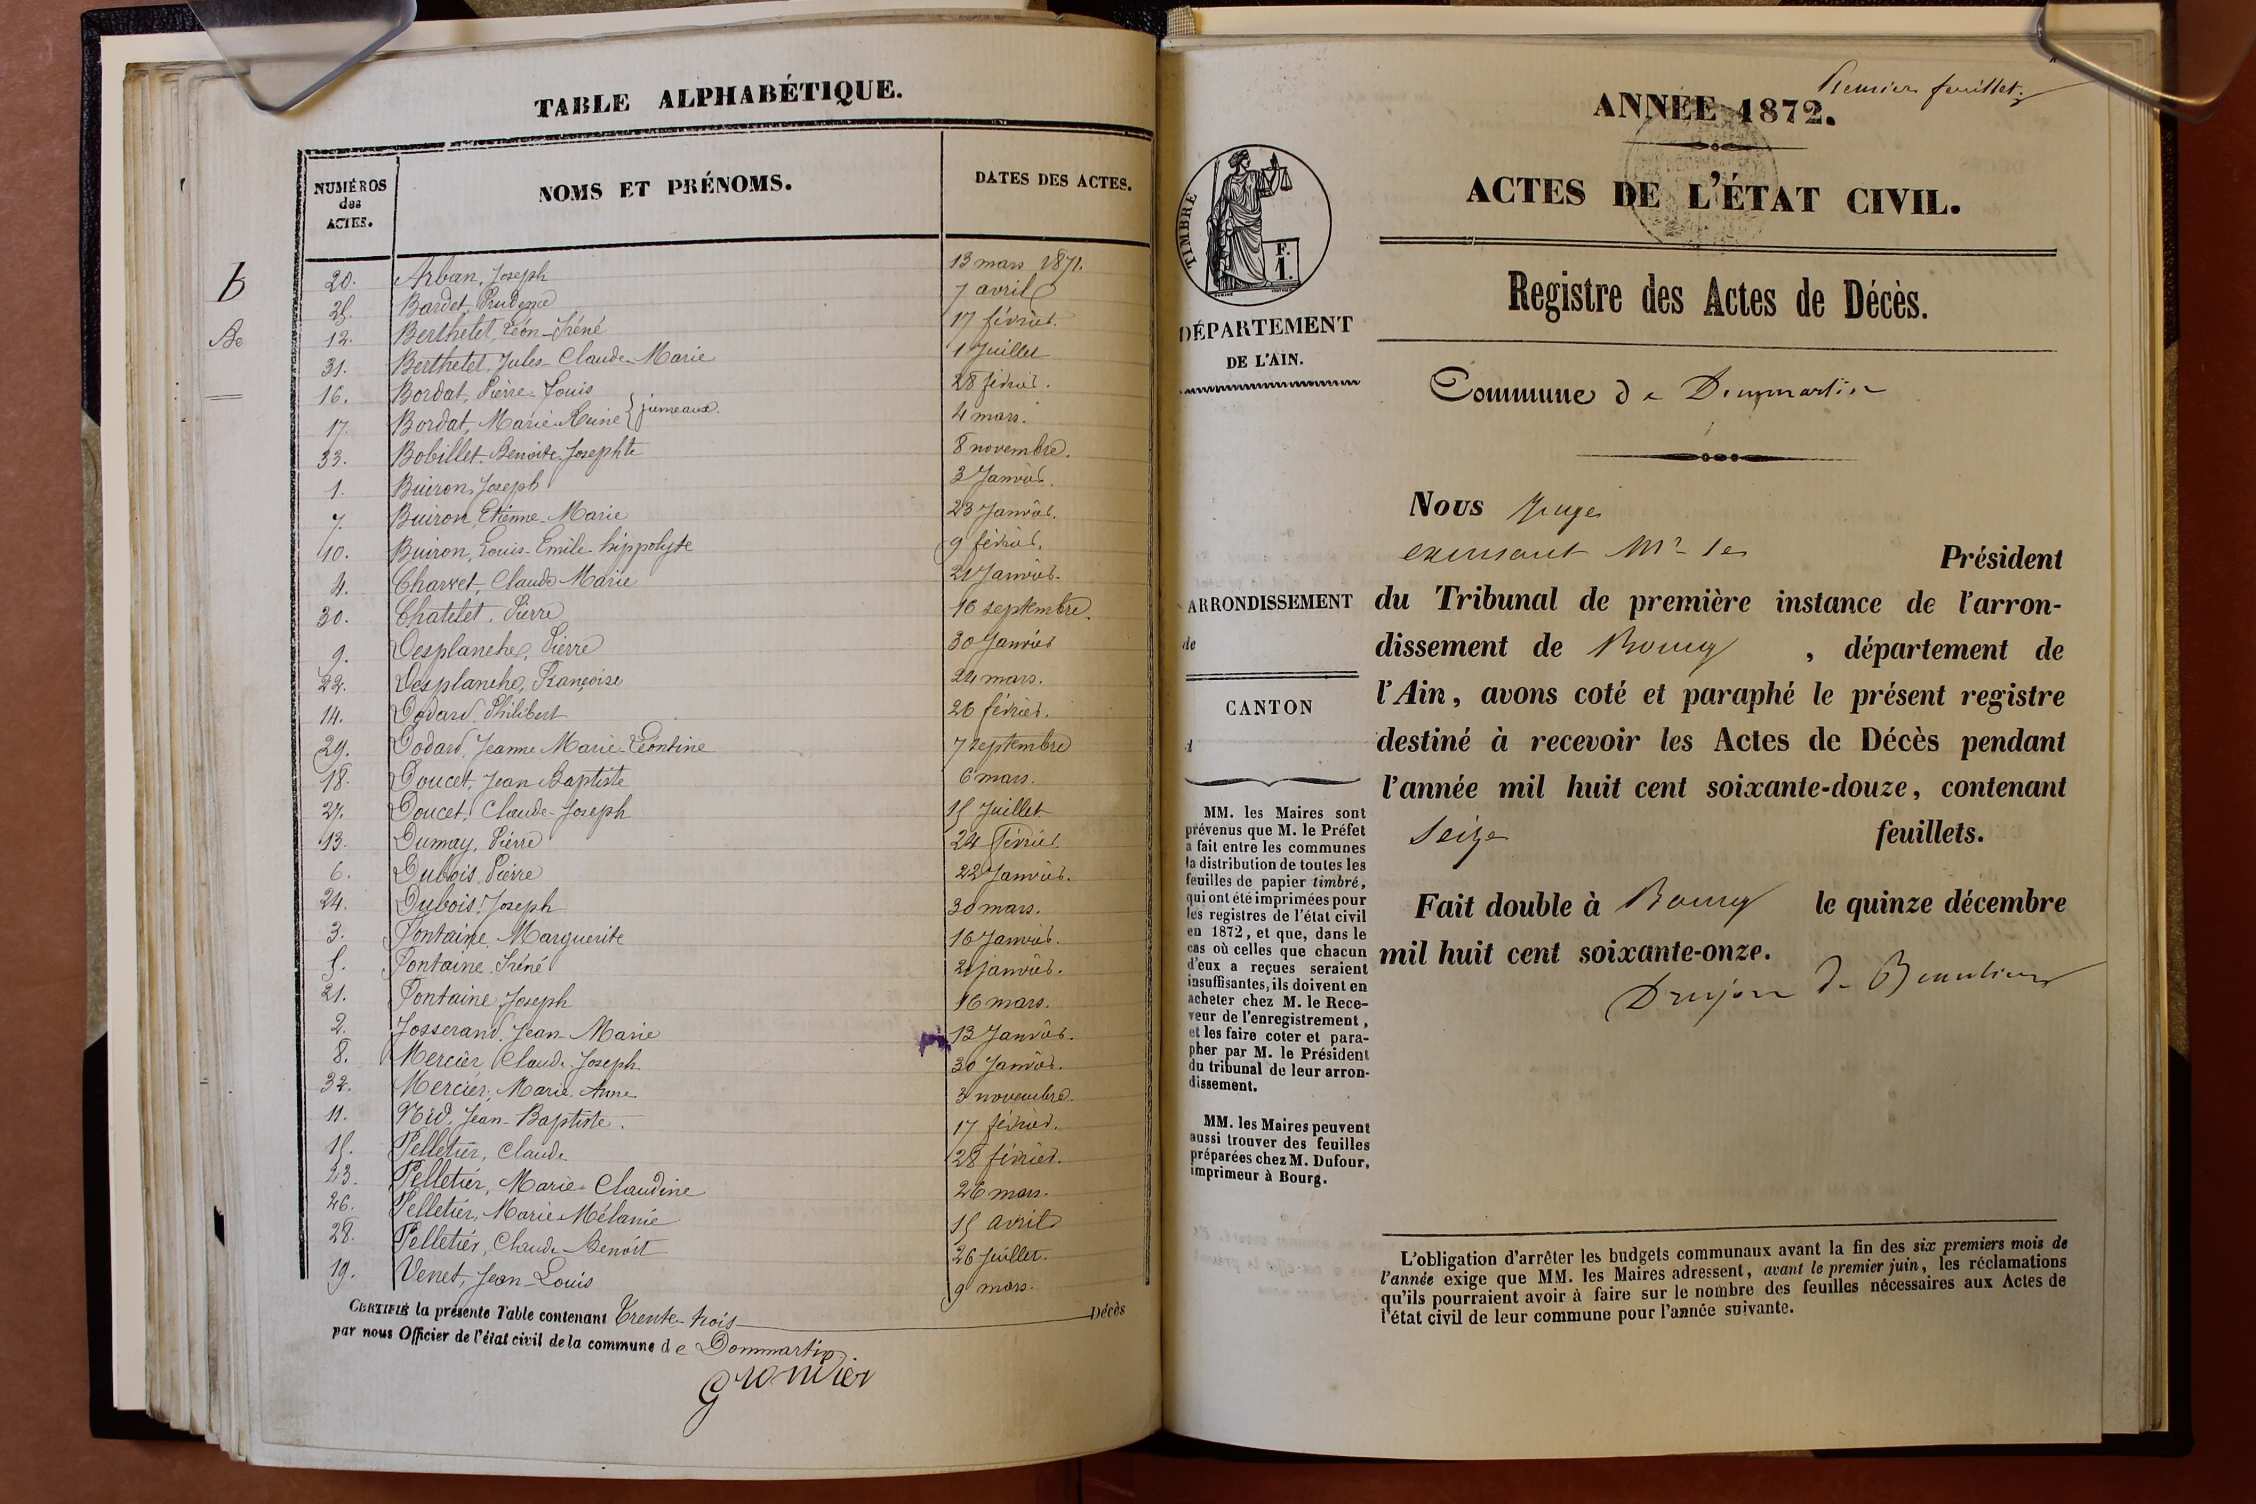 TABLE ALPHABÉTIQUE.
NUMÉROS des ACTES. NOMS ET PRÉNOMS. DATES DES ACTES.
b
20. Arban, Joseph 13 mars 1871.
25. Bardet, Prudence 7 avril
Be
12. Berthelet, Léon-Iréné 17 février.
31. Berthelet, Jules-Claude-Marie 1 Juillet
16. Bordat, Pierre-Louis 28 février.
jumeaux.
17. Bordat, Marie-Reine 4 mars.
33. Bobillet-Benoite-Josephte 8 novembre.
1. Buiron, Joseph 3 Janvier.
7. Buiron, Etienne-Marie 23 Janvier.
10. Buiron, Louis-Emile-hippolyte 9 février.
4. Charvet, Claude Marie 21 Janvier.
30. Chatelet, Pierre 16 septembre.
9. Desplanche, Pierre 30 Janvier
22. Desplanche, Françoise 24 mars.
14. Godard, Philibert 26 février.
29. Godard, Jeanne Marie-Léontine 7 septembre
18. Doucet, Jean-Baptiste 6 mars.
27. Doucet, Claude-Joseph 15 Juillet
13. Dumay, Pierre 24 février.
6. Dubois, Pierre 22 Janvier.
24. Dubois, Joseph 30 mars.
3. Fontaine, Marguerite 16 Janvier.
5. Fontaine, Iréné 21 janvier.
21. Fontaine, Joseph 16 mars.
2. Josserand, Jean-Marie 13 Janvier.
8. Mercier, Claude-Joseph 30 Janvier.
32. Mercier, Marie-Anne 3 novembre.
11. Nid, Jean-Baptiste. 17 février.
15. Pelletier, Claude 28 février.
23. Pelletier, Marie-Claudine 26 mars.
26. Pelletier, Marie-Mélanie 15 avril
28. Pelletier, Claude-Benoit 26 Juillet.
19. Venet, Jean-Louis 9 mars.
CERTIFIÉ la présente Table contenant Trente-trois Décès
par nous Officier de l'état civil de la commune de Dommartin
Gromier
Premier feuillet.
ANNÉE 1872.
ACTES DE L'ÉTAT CIVIL.
TIMBRE
F.
1.
DÉPARTEMENT
DE L'AIN.
ARRONDISSEMENT
de
CANTON
d
MM. les Maires sont
prévenus que M. le Préfet
a fait entre les communes
la distribution de toutes les
feuilles de papier timbré,
qui ont été imprimées pour
les registres de l'état civil
en 1872, et que, dans le
cas où celles que chacun
d'eux a reçues seraient
insuffisantes, ils doivent en
acheter chez M. le Rece-
veur de l'enregistrement,
et les faire coter et para-
pher par M. le Président
du tribunal de leur arron-
dissement.
MM. les Maires peuvent
aussi trouver des feuilles
préparées chez M. Dufour,
imprimeur à Bourg.
Registre des Actes de Décès.
Commune de Dommartin
Nous Juge
exerçant Mr le Président
du Tribunal de première instance de l'arron-
dissement de Bourg, département de
l'Ain, avons coté et paraphé le présent registre
destiné à recevoir les Actes de Décès pendant
l'année mil huit cent soixante-douze, contenant
seize feuillets.
Fait double à Bourg le quinze décembre
mil huit cent soixante-onze.
Drujon de Beaulieu
L'obligation d'arrêter les budgets communaux avant la fin des six premiers mois de
l'année exige que MM. les Maires adressent, avant le premier juin, les réclamations
qu'ils pourraient avoir à faire sur le nombre des feuilles nécessaires aux Actes de
l'état civil de leur commune pour l'année suivante.